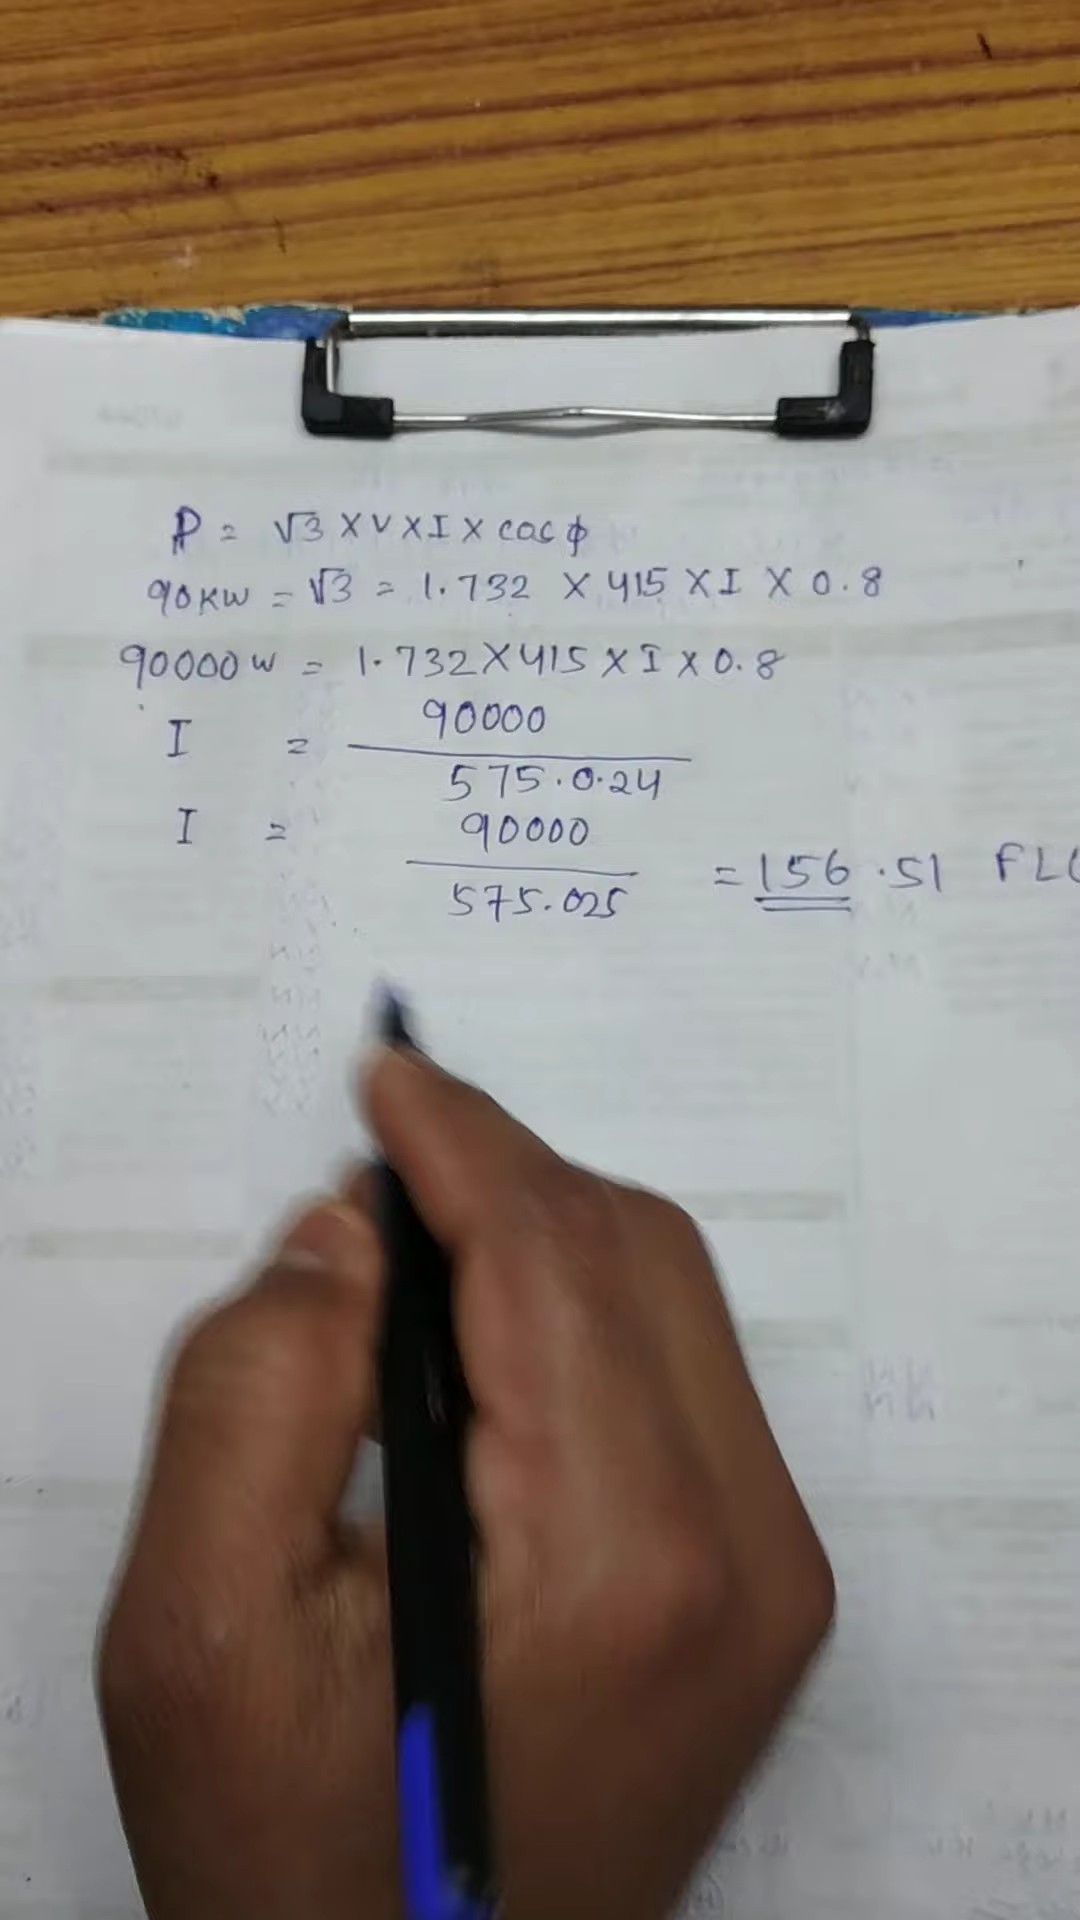 P = √3 X V X I X cos ϕ
90KW = √3 = 1.732 X 415 X I X 0.8
90000 W = 1.732 X 415 X I X 0.8
I = 90000
575.0.24
I = 90000
575.025 = 156.51 FLC